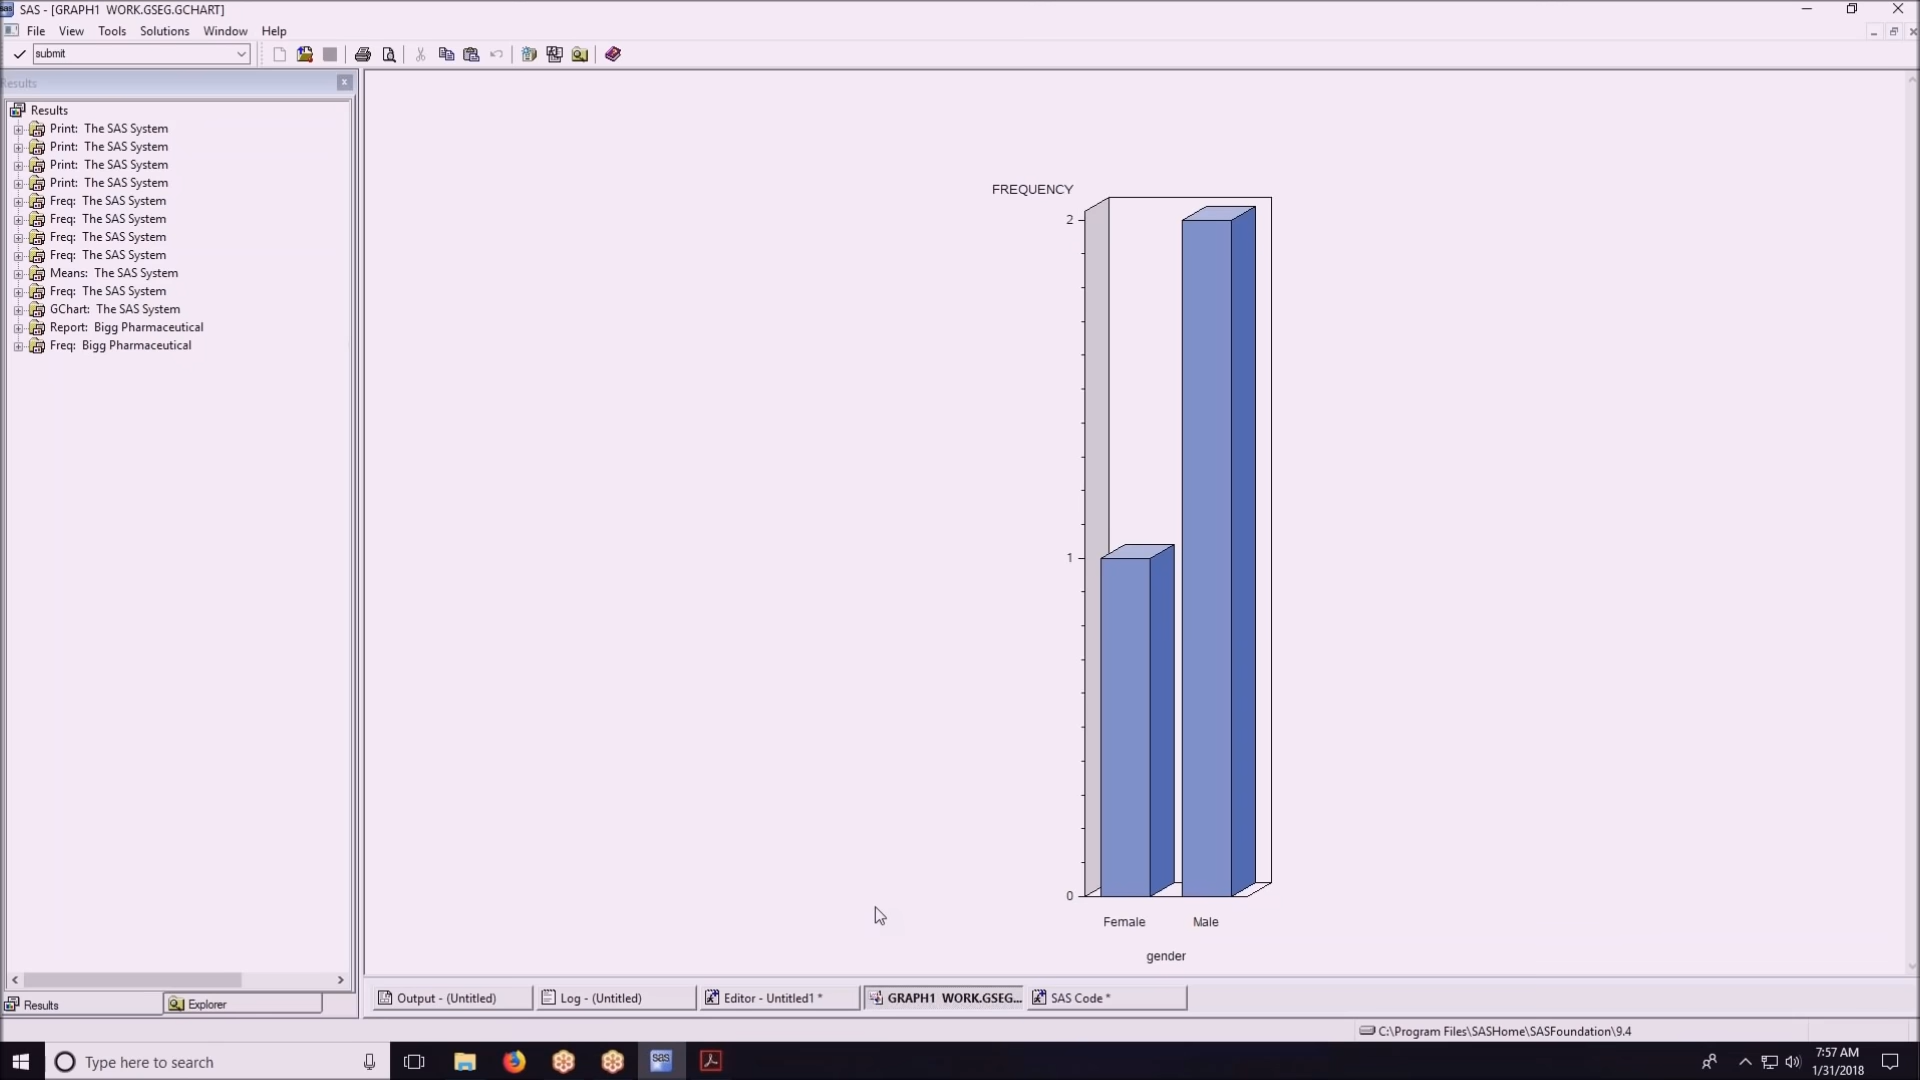 SAS - [GRAPH1 WORK.GSEG.GCHART]
File View Tools Solutions Window Help
submit
Results
Results
Print: The SAS System
Print: The SAS System
Print: The SAS System
Print: The SAS System
Freq: The SAS System
Freq: The SAS System
Freq: The SAS System
Freq: The SAS System
Means: The SAS System
Freq: The SAS System
GChart: The SAS System
Report: Bigg Pharmaceutical
Freq: Bigg Pharmaceutical
FREQUENCY
2
1
0
Female Male
gender
Results Explorer
Output - (Untitled) Log - (Untitled) Editor - Untitled1 * GRAPH1 WORK.GSEG... SAS Code *
C:\Program Files\SASHome\SASFoundation\9.4
Type here to search
sas
7:57 AM
1/31/2018